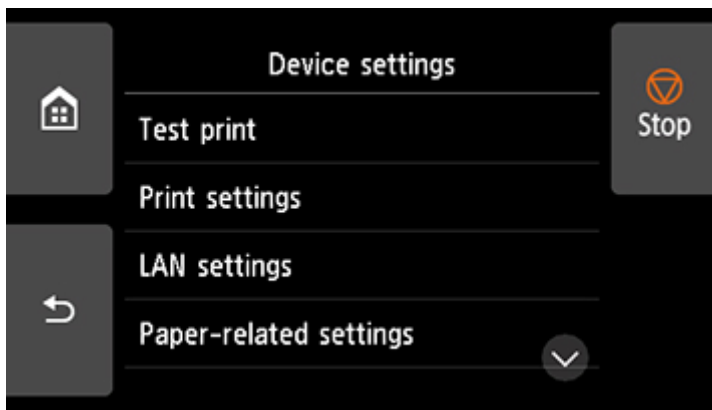 Device settings
Stop
Test print
Print settings
LAN settings
Paper-related settings